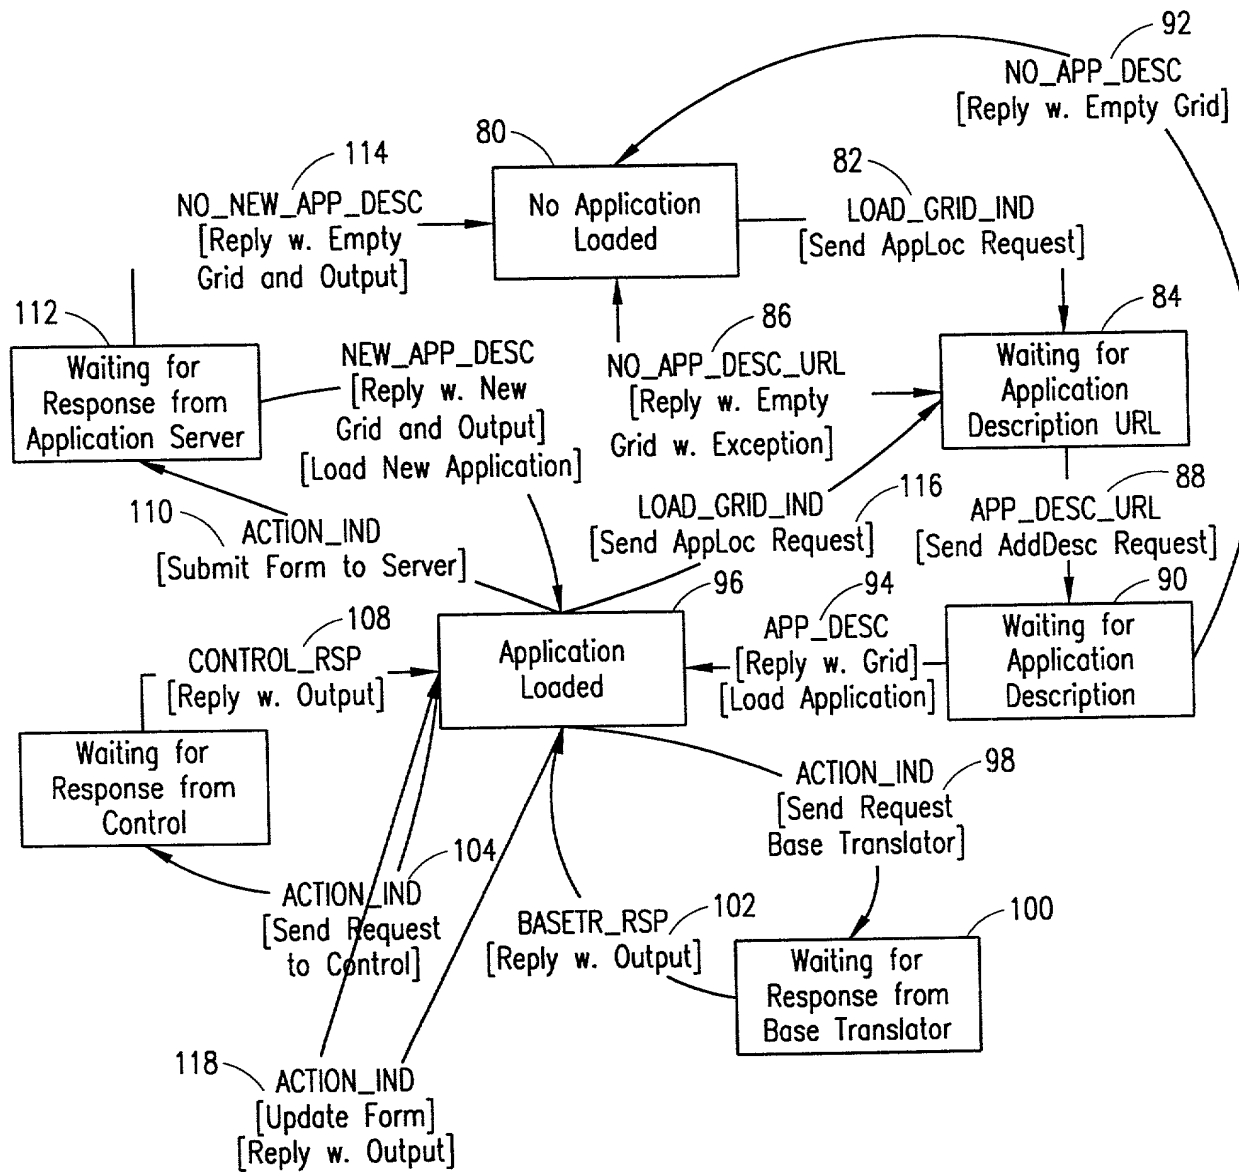 92
NO_APP_DESC
[Reply w. Empty Grid]
80
114
82
NO_NEW_APP_DESC
[Reply w. Empty
Grid and Output]
No Application
Loaded
LOAD_GRID_IND
[Send AppLoc Request]
112
86
84
Waiting for
Response from
Application Server
NEW_APP_DESC
[Reply w. New
Grid and Output]
[Load New Application]
NO_APP_DESC_URL
[Reply w. Empty
Grid w. Exception]
Waiting for
Application
Description URL
110
ACTION_IND
[Submit Form to Server]
LOAD_GRID_IND
[Send AppLoc Request]
116
88
APP_DESC_URL
[Send AddDesc Request]
108
96
94
90
CONTROL_RSP
[Reply w. Output]
Application
Loaded
APP_DESC
[Reply w. Grid]
[Load Application]
Waiting for
Application
Description
Waiting for
Response from
Control
ACTION_IND
[Send Request
Base Translator]
98
104
ACTION_IND
[Send Request
to Control]
BASETR_RSP
[Reply w. Output]
102
100
Waiting for
Response from
Base Translator
118
ACTION_IND
[Update Form]
[Reply w. Output]